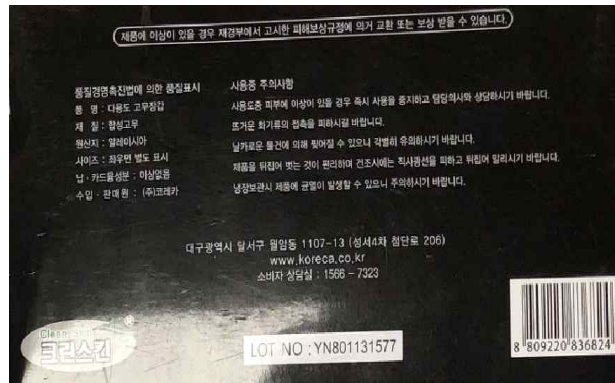 제품에 이상이 있을 경우 재경부에서 고시한 피해보상규정에 의거 교환 또는 보상 받을 수 있습니다.
품질경영촉진법에 의한 품질표시
품 명 : 다용도 고무장갑
재 질 : 합성고무
원산지 : 말레이시아
사이즈 : 좌우면 별도 표시
납·카드뮴성분 : 이상없음
수입·판매원 : (주)코레카
사용중 주의사항
사용도중 피부에 이상이 있을 경우 즉시 사용을 중지하고 담당의사와 상담하시기 바랍니다.
뜨거운 화기류의 접촉을 피하시길 바랍니다.
날카로운 물건에 의해 찢어질 수 있으니 각별히 유의하시기 바랍니다.
제품을 뒤집어 벗는 것이 편리하며 건조시에는 직사광선을 피하고 뒤집어 말리시기 바랍니다.
냉장보관시 제품에 균열이 발생할 수 있으니 주의하시기 바랍니다.
대구광역시 달서구 월암동 1107-13 (성서4차 첨단로 206)
www.koreca.co.kr
소비자 상담실 : 1566 - 7323
크린스킨
®
LOT NO : YN801131577
8 809220 836824